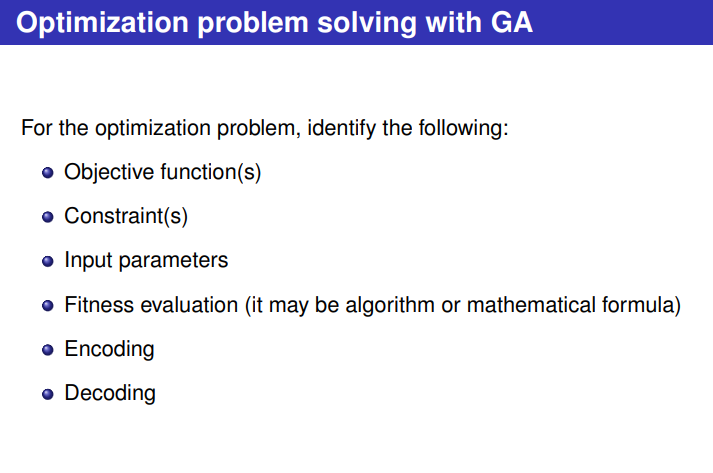 Optimization problem solving with GA
For the optimization problem, identify the following:
Objective function(s)
Constraint(s)
Input parameters
Fitness evaluation (it may be algorithm or mathematical formula)
Encoding
Decoding